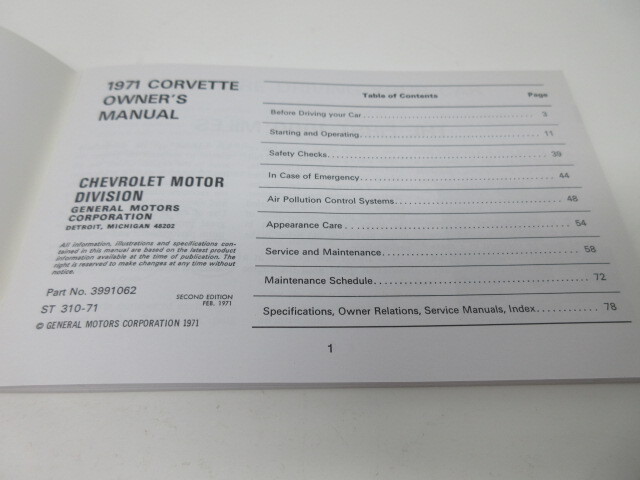 1971 CORVETTE
OWNER'S
MANUAL
CHEVROLET MOTOR
DIVISION
GENERAL MOTORS
CORPORATION
DETROIT, MICHIGAN 48202
All information, illustrations and specifications con-
tained in this manual are based on the latest product
information available at the time of publication. The
right is reserved to make changes at any time without
notice.
Part No. 3991062
ST 310-71
SECOND EDITION
FEB. 1971
© GENERAL MOTORS CORPORATION 1971
Table of Contents Page
Before Driving your Car 3
Starting and Operating 11
Safety Checks 39
In Case of Emergency 44
Air Pollution Control Systems 48
Appearance Care 54
Service and Maintenance 58
Maintenance Schedule 72
Specifications, Owner Relations, Service Manuals, Index 78
1